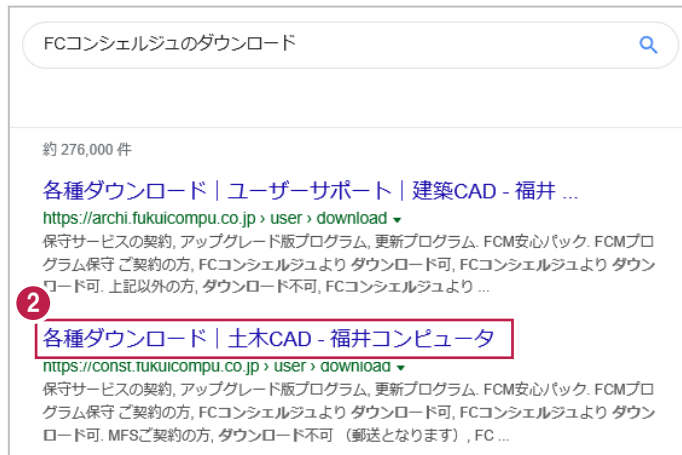 FCコンシェルジュのダウンロード
約 276,000 件
各種ダウンロード｜ユーザーサポート｜建築CAD - 福井 ...
https://archi.fukuicompu.co.jp › user › download ▾
保守サービスの契約, アップグレード版プログラム, 更新プログラム. FCM安心パック. FCMプロ
グラム保守 ご契約の方, FCコンシェルジュより ダウンロード可, FCコンシェルジュより ダウン
ロード可. 上記以外の方, ダウンロード不可, FCコンシェルジュより ...
2
各種ダウンロード｜土木CAD - 福井コンピュータ
https://const.fukuicompu.co.jp › user › download ▾
保守サービスの契約, アップグレード版プログラム, 更新プログラム. FCM安心パック. FCMプロ
グラム保守 ご契約の方, FCコンシェルジュより ダウンロード可, FCコンシェルジュより ダウン
ロード可. MFSご契約の方, ダウンロード不可 （郵送となります）, FC ...